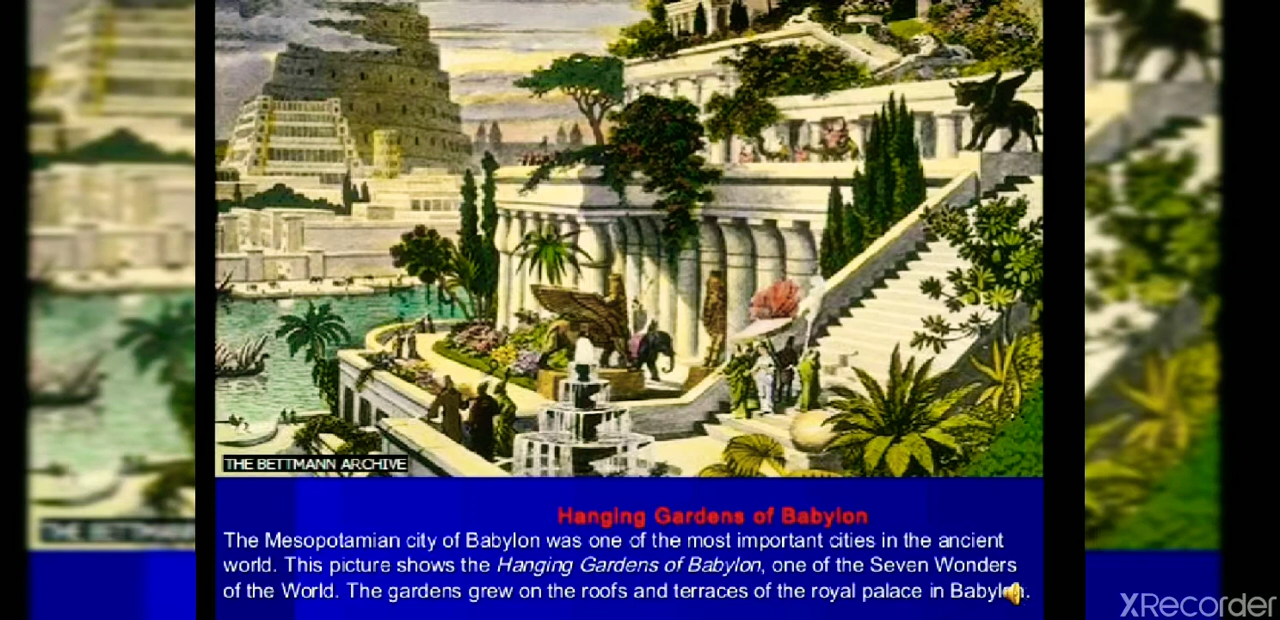 THE BETTMANN ARCHIVE
Hanging Gardens of Babylon
The Mesopotamian city of Babylon was one of the most important cities in the ancient
world. This picture shows the Hanging Gardens of Babylon, one of the Seven Wonders
of the World. The gardens grew on the roofs and terraces of the royal palace in Babylon.
XRecorder